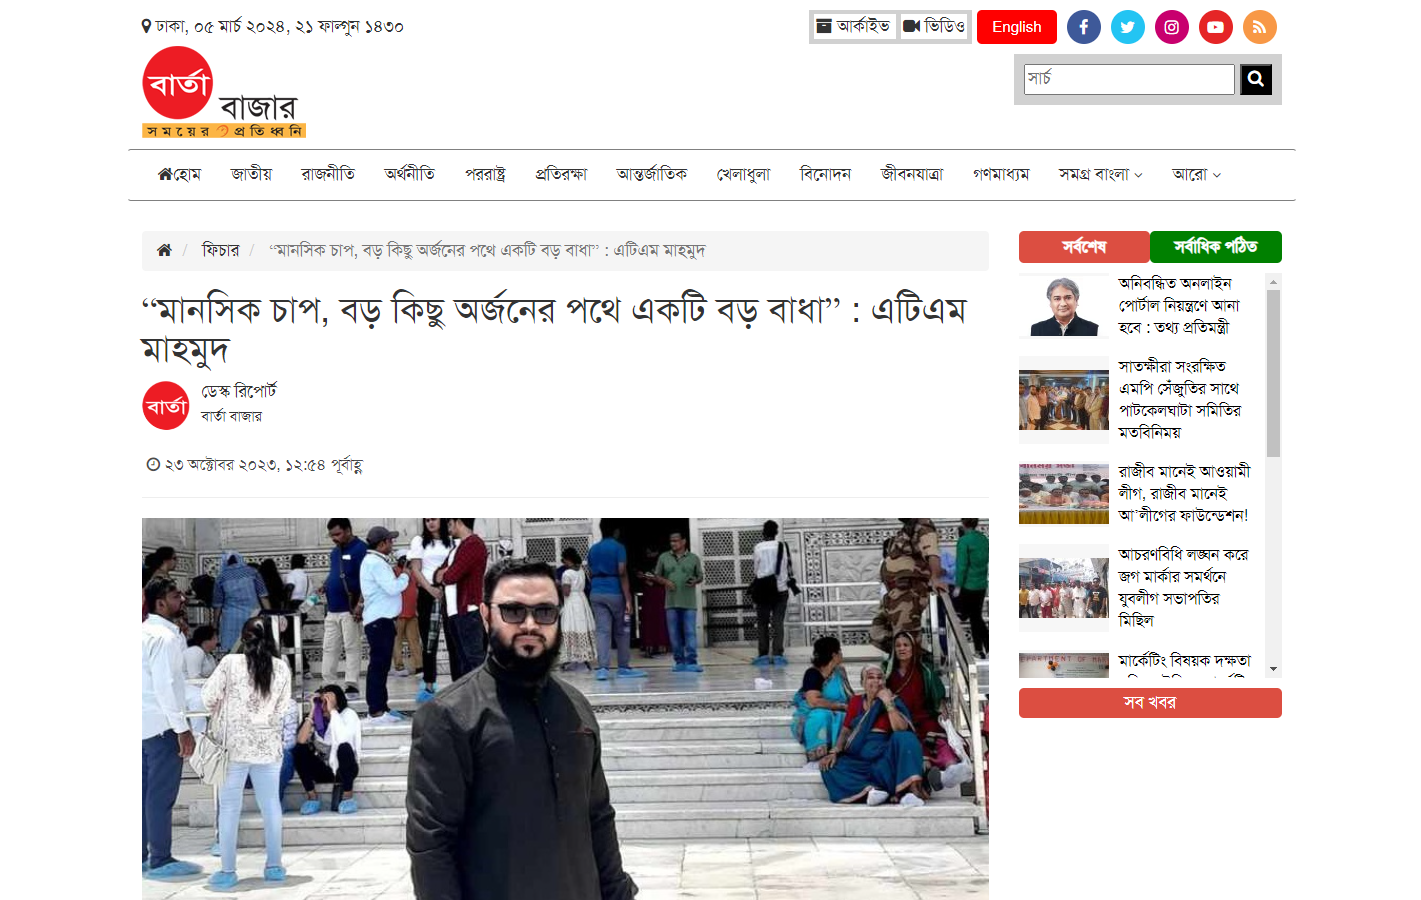 ঢাকা, ০৫ মার্চ ২০২৪, ২১ ফাল্গুন ১৪৩০
আর্কাইভ ভিডিও English
বার্তা
বাজার
সময়ের প্রতিধ্বনি
সার্চ
হোম জাতীয় রাজনীতি অর্থনীতি পররাষ্ট্র প্রতিরক্ষা আন্তর্জাতিক খেলাধুলা বিনোদন জীবনযাত্রা গণমাধ্যম সমগ্র বাংলা আরো
/ ফিচার / “মানসিক চাপ, বড় কিছু অর্জনের পথে একটি বড় বাধা” : এটিএম মাহমুদ
“মানসিক চাপ, বড় কিছু অর্জনের পথে একটি বড় বাধা” : এটিএম
মাহমুদ
বার্তা
ডেস্ক রিপোর্ট
বার্তা বাজার
২৩ অক্টোবর ২০২৩, ১২:৫৪ পূর্বাহ্ণ
সর্বশেষ সর্বাধিক পঠিত
অনিবন্ধিত অনলাইন
পোর্টাল নিয়ন্ত্রণে আনা
হবে : তথ্য প্রতিমন্ত্রী
সাতক্ষীরা সংরক্ষিত
এমপি সেঁজুতির সাথে
পাটকেলঘাটা সমিতির
মতবিনিময়
রাজীব মানেই আওয়ামী
লীগ, রাজীব মানেই
আ'লীগের ফাউন্ডেশন!
আচরণবিধি লঙ্ঘন করে
জগ মার্কার সমর্থনে
যুবলীগ সভাপতির
মিছিল
মার্কেটিং বিষয়ক দক্ষতা
সব খবর